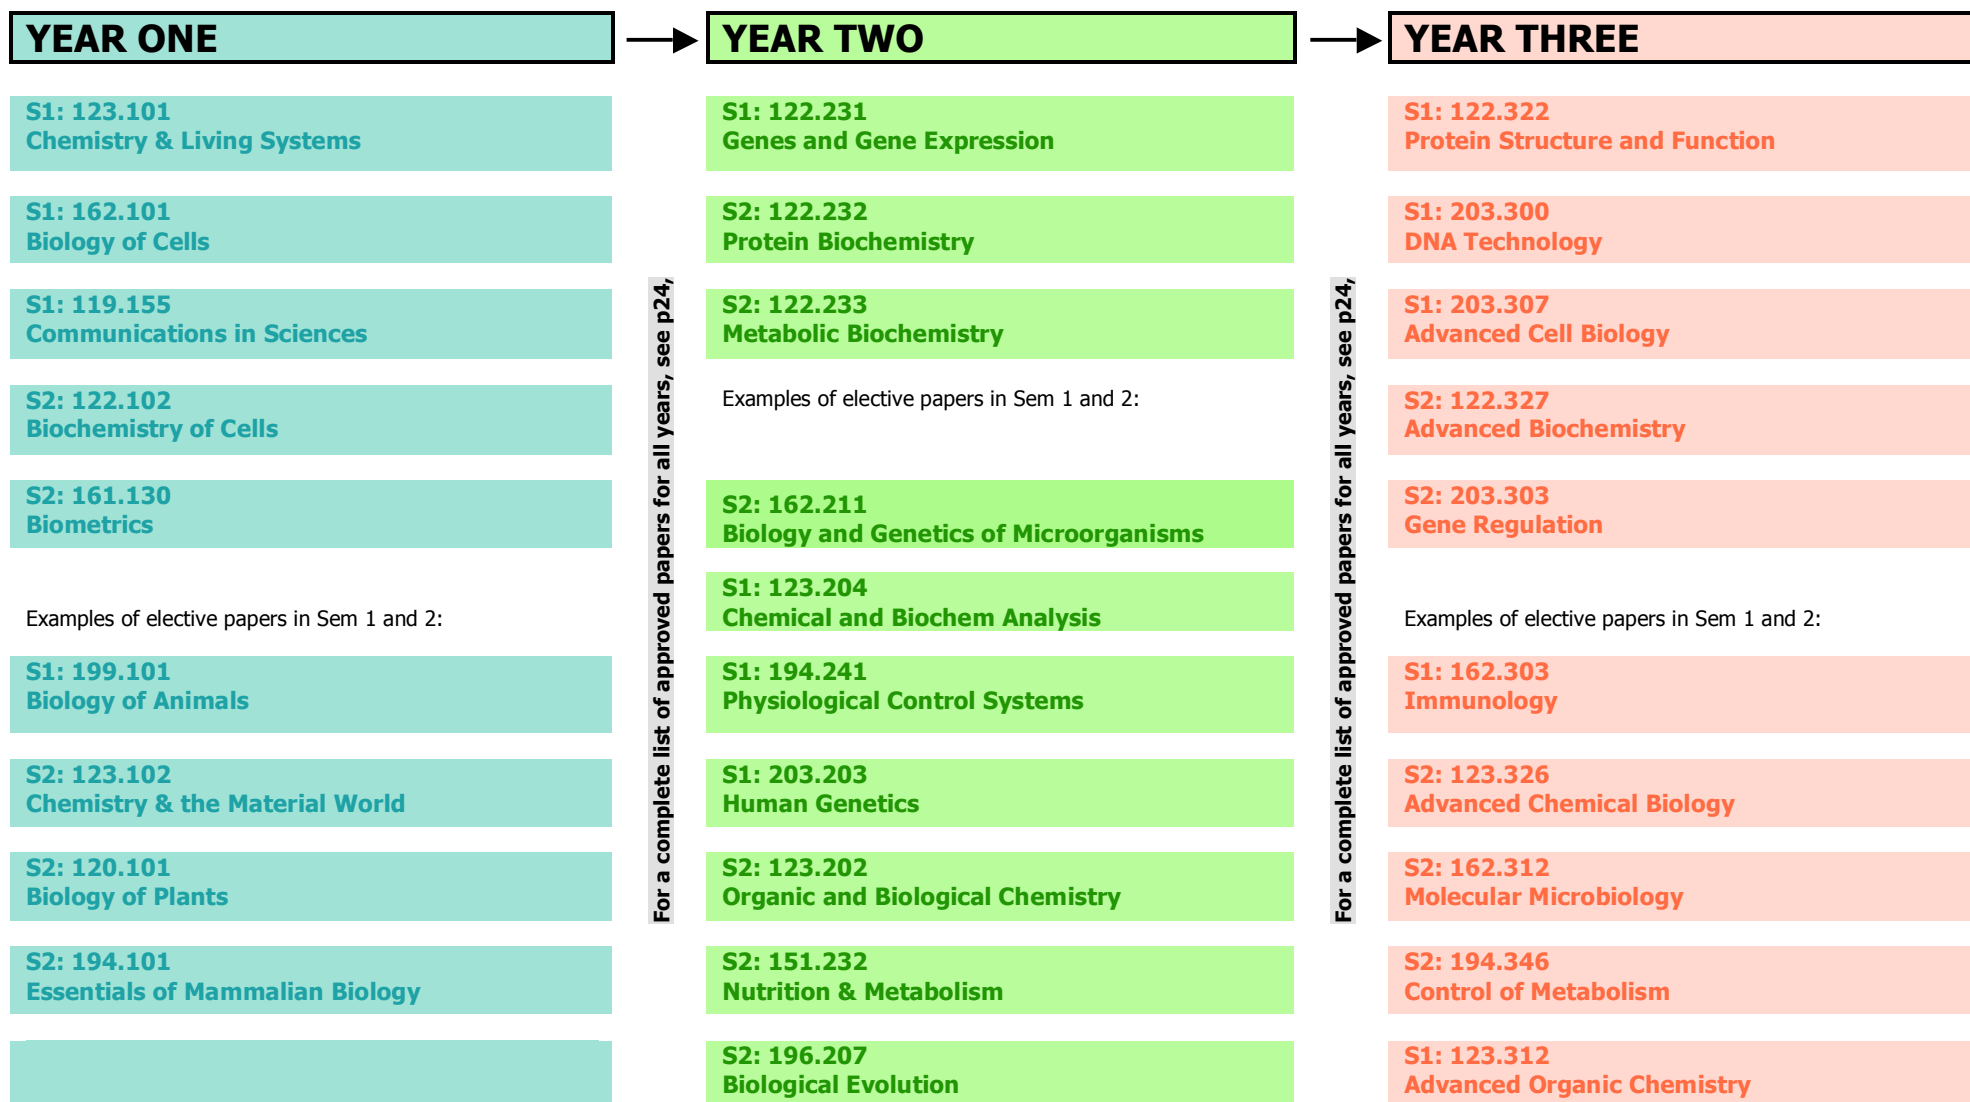 YEAR ONE
S1: 123.101
Chemistry & Living Systems
S1: 162.101
Biology of Cells
S1: 119.155
Communications in Sciences
S2: 122.102
Biochemistry of Cells
S2: 161.130
Biometrics
Examples of elective papers in Sem 1 and 2:
S1: 199.101
Biology of Animals
S2: 123.102
Chemistry & the Material World
S2: 120.101
Biology of Plants
S2: 194.101
Essentials of Mammalian Biology
For a complete list of approved papers for all years, see p24,
YEAR TWO
S1: 122.231
Genes and Gene Expression
S2: 122.232
Protein Biochemistry
S2: 122.233
Metabolic Biochemistry
Examples of elective papers in Sem 1 and 2:
S2: 162.211
Biology and Genetics of Microorganisms
S1: 123.204
Chemical and Biochem Analysis
S1: 194.241
Physiological Control Systems
S1: 203.203
Human Genetics
S2: 123.202
Organic and Biological Chemistry
S2: 151.232
Nutrition & Metabolism
S2: 196.207
Biological Evolution
For a complete list of approved papers for all years, see p24,
YEAR THREE
S1: 122.322
Protein Structure and Function
S1: 203.300
DNA Technology
S1: 203.307
Advanced Cell Biology
S2: 122.327
Advanced Biochemistry
S2: 203.303
Gene Regulation
Examples of elective papers in Sem 1 and 2:
S1: 162.303
Immunology
S2: 123.326
Advanced Chemical Biology
S2: 162.312
Molecular Microbiology
S2: 194.346
Control of Metabolism
S1: 123.312
Advanced Organic Chemistry